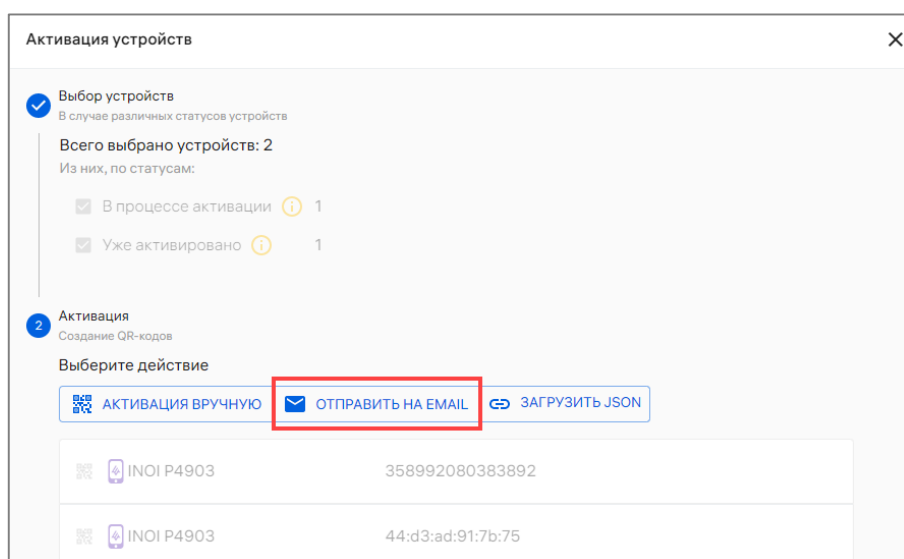 Активация устройств
Выбор устройств
В случае различных статусов устройств
Всего выбрано устройств: 2
Из них, по статусам:
В процессе активации 1
Уже активировано 1
2
Активация
Создание QR-кодов
Выберите действие
АКТИВАЦИЯ ВРУЧНУЮ ОТПРАВИТЬ НА EMAIL ЗАГРУЗИТЬ JSON
INOI P4903 358992080383892
INOI P4903 44:d3:ad:91:7b:75